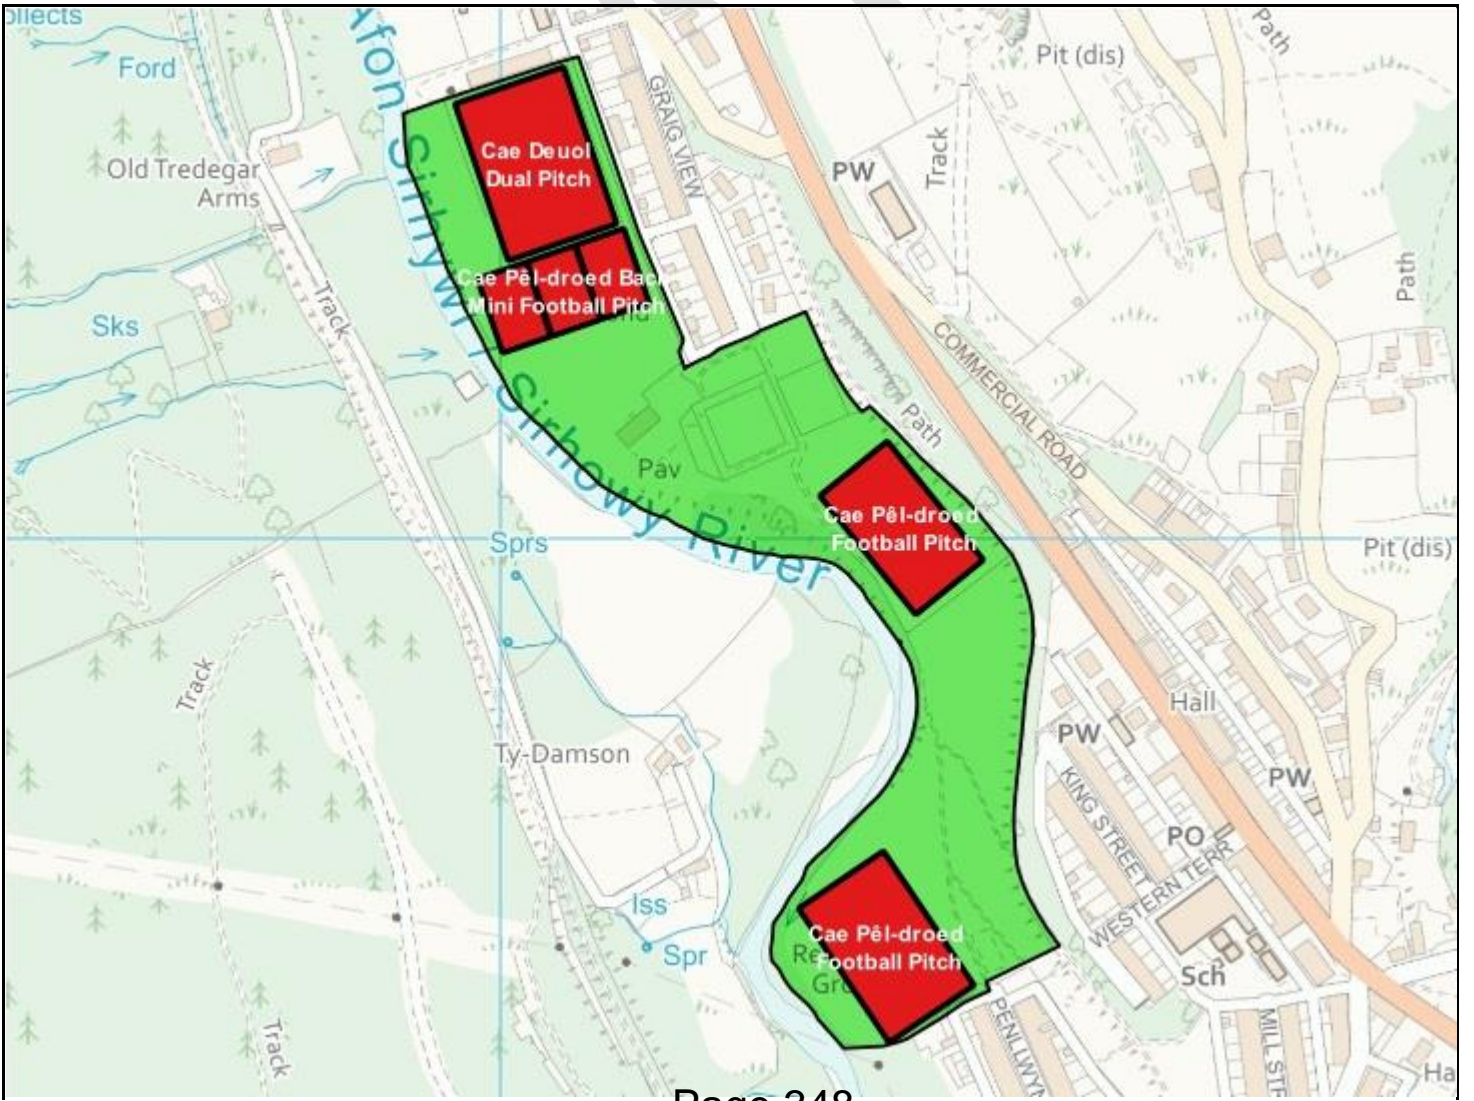 ollects
Ford
Old Tredegar
Arms
Track
Sks
Afon Sirhywi
Sirhowy River
GRAIG VIEW
Cae Deuol
Dual Pitch
Cae Pêl-droed Bach
Mini Football Pitch
Pav
Path
PW
Track
Pit (dis)
Path
Path
COMMERCIAL ROAD
Cae Pêl-droed
Football Pitch
Pit (dis)
Sprs
Track
Ty-Damson
Hall
PW
PW
KING STREET
PO
WESTERN TERR
Iss
Spr
Cae Pêl-droed
Football Pitch
Sch
Track
PENLLWYN
MILL STR
Ha
Page 348